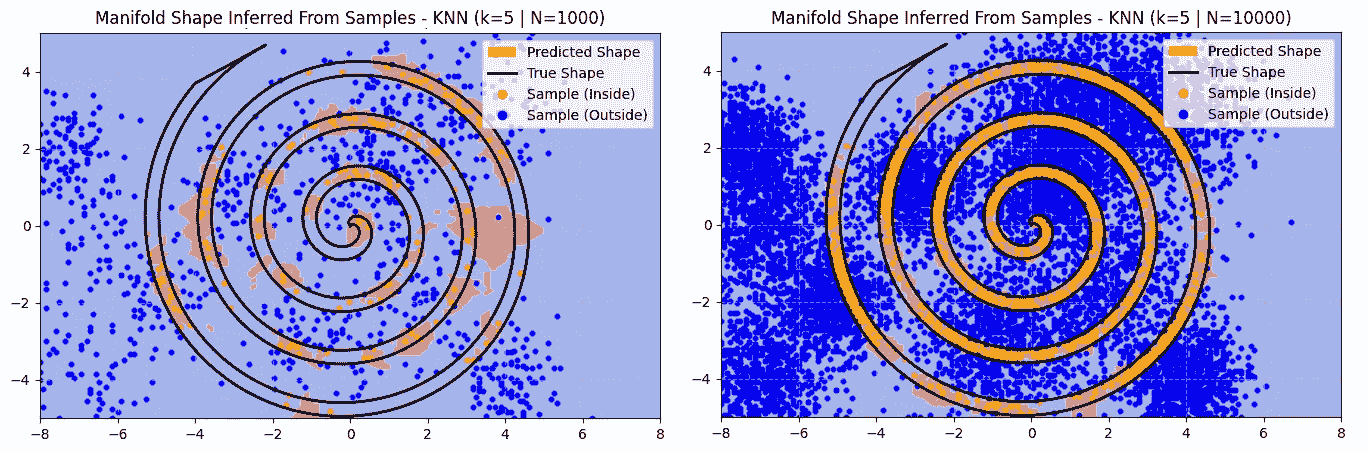 Manifold Shape Inferred From Samples - KNN (k=5 | N=1000)
Predicted Shape
True Shape
Sample (Inside)
Sample (Outside)
4
2
0
−2
−4
−8
−6
−4
−2
0
2
4
6
8
Manifold Shape Inferred From Samples - KNN (k=5 | N=10000)
Predicted Shape
True Shape
Sample (Inside)
Sample (Outside)
4
2
0
−2
−4
−8
−6
−4
−2
0
2
4
6
8